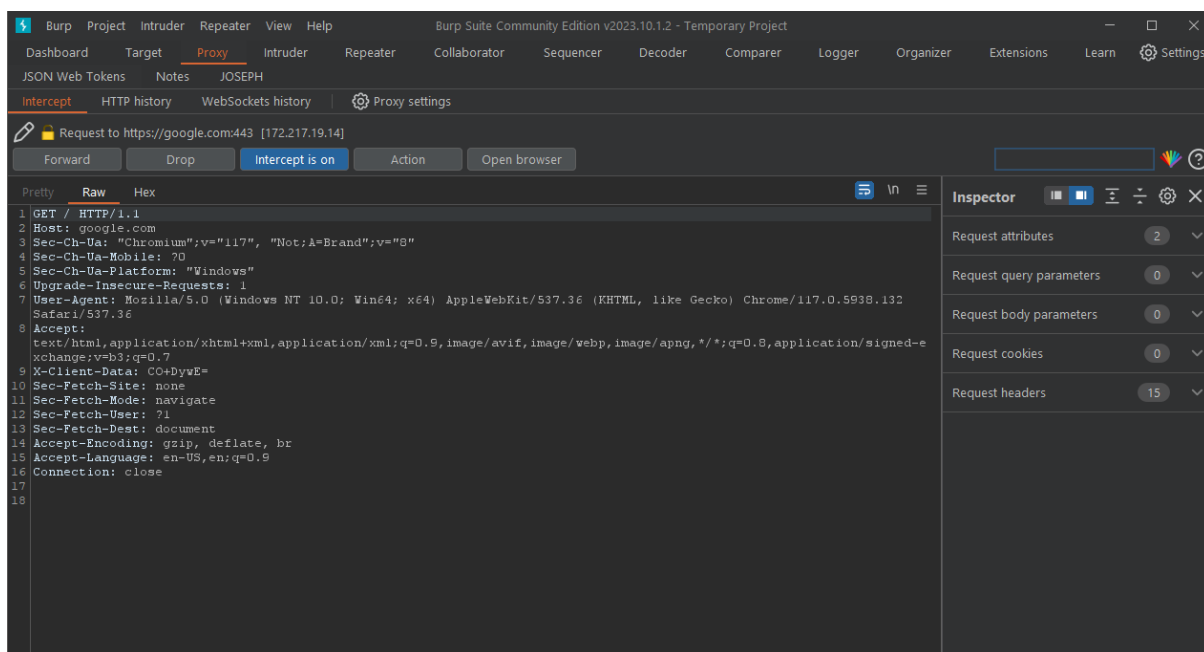 Burp Project Intruder Repeater View Help Burp Suite Community Edition v2023.10.1.2 - Temporary Project
Dashboard Target Proxy Intruder Repeater Collaborator Sequencer Decoder Comparer Logger Organizer Extensions Learn Settings
JSON Web Tokens Notes JOSEPH
Intercept HTTP history WebSockets history Proxy settings
Request to https://google.com:443 [172.217.19.14]
Forward Drop Intercept is on Action Open browser
Pretty Raw Hex \n
Inspector
1 GET / HTTP/1.1
2 Host: google.com
3 Sec-Ch-Ua: "Chromium";v="117", "Not;A=Brand";v="8"
4 Sec-Ch-Ua-Mobile: ?0
5 Sec-Ch-Ua-Platform: "Windows"
6 Upgrade-Insecure-Requests: 1
7 User-Agent: Mozilla/5.0 (Windows NT 10.0; Win64; x64) AppleWebKit/537.36 (KHTML, like Gecko) Chrome/117.0.5938.132
Safari/537.36
8 Accept:
text/html,application/xhtml+xml,application/xml;q=0.9,image/avif,image/webp,image/apng,*/*;q=0.8,application/signed-e
xchange;v=b3;q=0.7
9 X-Client-Data: CO+DywE=
10 Sec-Fetch-Site: none
11 Sec-Fetch-Mode: navigate
12 Sec-Fetch-User: ?1
13 Sec-Fetch-Dest: document
14 Accept-Encoding: gzip, deflate, br
15 Accept-Language: en-US,en;q=0.9
16 Connection: close
17
18
Request attributes 2
Request query parameters 0
Request body parameters 0
Request cookies 0
Request headers 15